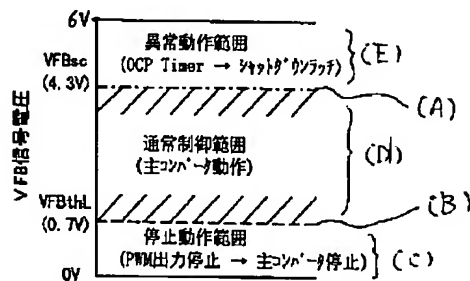 6V
異常動作範囲
(OCP Timer → シャットダウンラッチ)
(E)
VFBsc
(4.3V)
(A)
VFB信号電圧
通常制御範囲
(主コンバータ動作)
(D)
VFBthL
(0.7V)
(B)
停止動作範囲
(PWM出力停止 → 主コンバータ停止)
(C)
0V